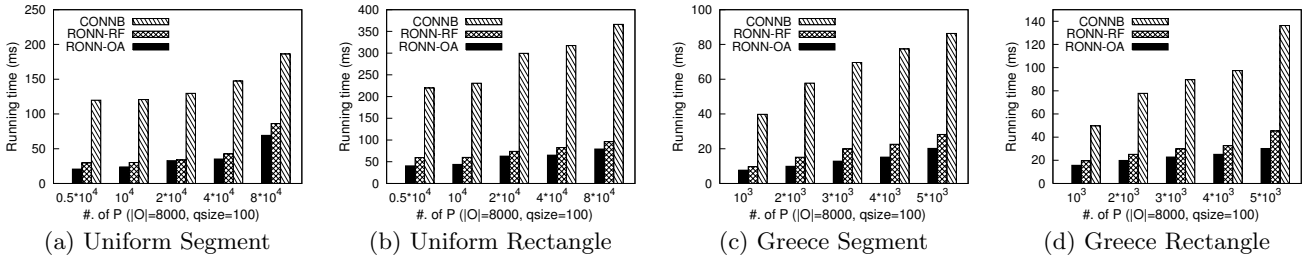 Running time (ms)
250
200
150
100
50
0
CONNB
RONN-RF
RONN-OA
0.5*10^4 10^4 2*10^4 4*10^4 8*10^4
#. of P (|O|=8000, qsize=100)
(a) Uniform Segment
Running time (ms)
400
350
300
250
200
150
100
50
0
CONNB
RONN-RF
RONN-OA
0.5*10^4 10^4 2*10^4 4*10^4 8*10^4
#. of P (|O|=8000, qsize=100)
(b) Uniform Rectangle
Running time (ms)
100
80
60
40
20
0
CONNB
RONN-RF
RONN-OA
10^3 2*10^3 3*10^3 4*10^3 5*10^3
#. of P (|O|=8000, qsize=100)
(c) Greece Segment
Running time (ms)
140
120
100
80
60
40
20
0
CONNB
RONN-RF
RONN-OA
10^3 2*10^3 3*10^3 4*10^3 5*10^3
#. of P (|O|=8000, qsize=100)
(d) Greece Rectangle